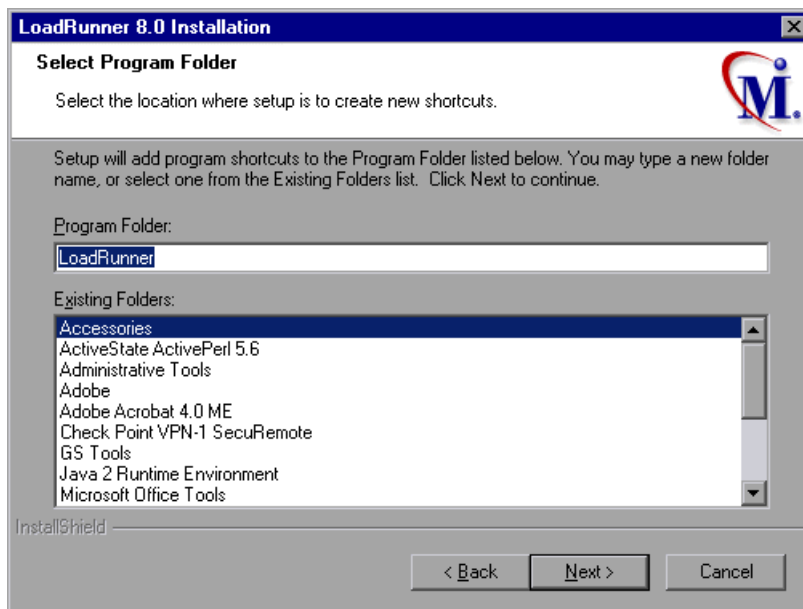 LoadRunner 8.0 Installation
Select Program Folder
Select the location where setup is to create new shortcuts.
M.
Setup will add program shortcuts to the Program Folder listed below. You may type a new folder
name, or select one from the Existing Folders list. Click Next to continue.
Program Folder:
LoadRunner
Existing Folders:
Accessories
ActiveState ActivePerl 5.6
Administrative Tools
Adobe
Adobe Acrobat 4.0 ME
Check Point VPN-1 SecuRemote
GS Tools
Java 2 Runtime Environment
Microsoft Office Tools
InstallShield
< Back
Next >
Cancel